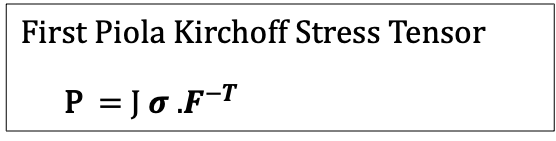 First Piola Kirchoff Stress Tensor
P = J σ .F⁻ᵀ